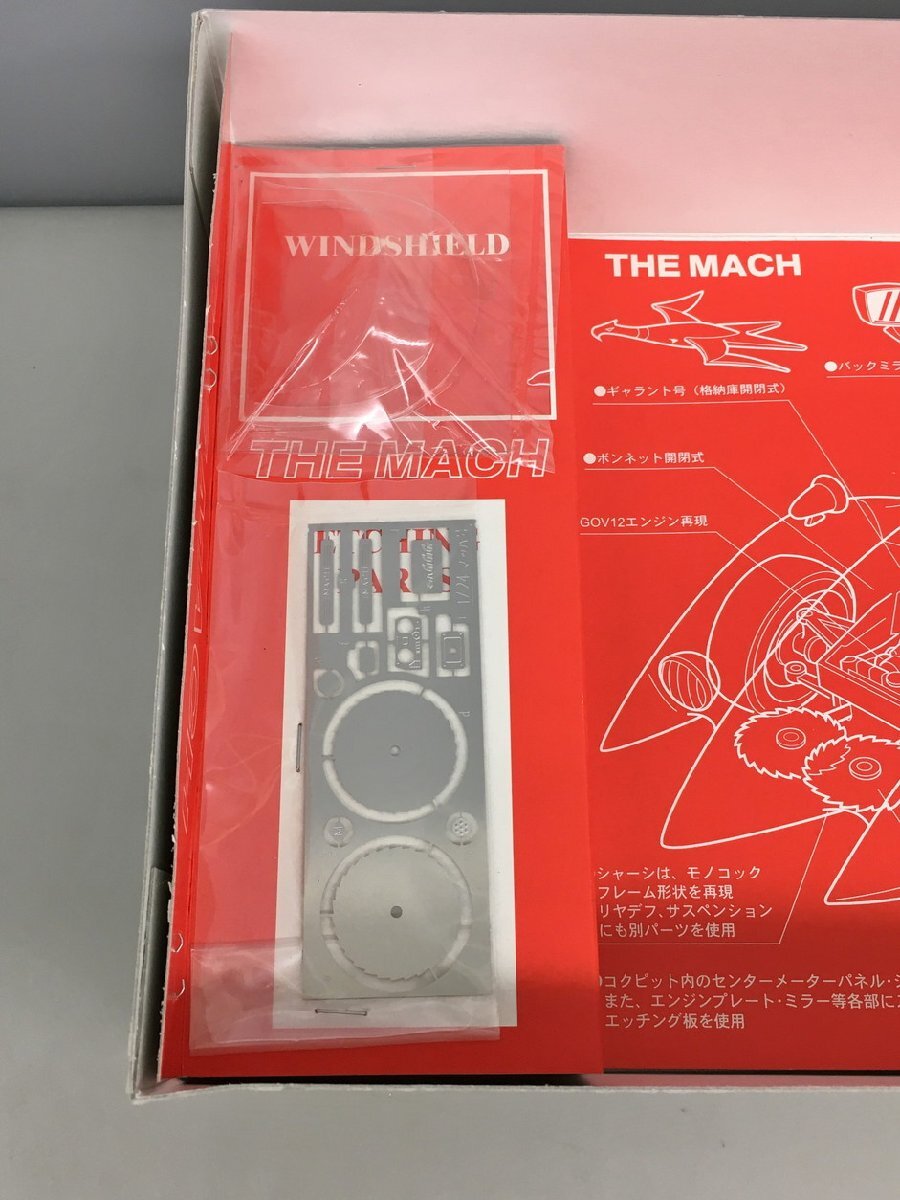 WINDSHIELD
THE MACH
ETCHING
PARTS
THE MACH
●ギャラント号（格納庫開閉式）
●バックミラ
●ボンネット開閉式
GOV12エンジン再現
シャーシは、モノコック
フレーム形状を再現
リヤデフ、サスペンション
にも別パーツを使用
コクピット内のセンターメーターパネル・シ
また、エンジンプレート・ミラー等各部に
エッチング板を使用